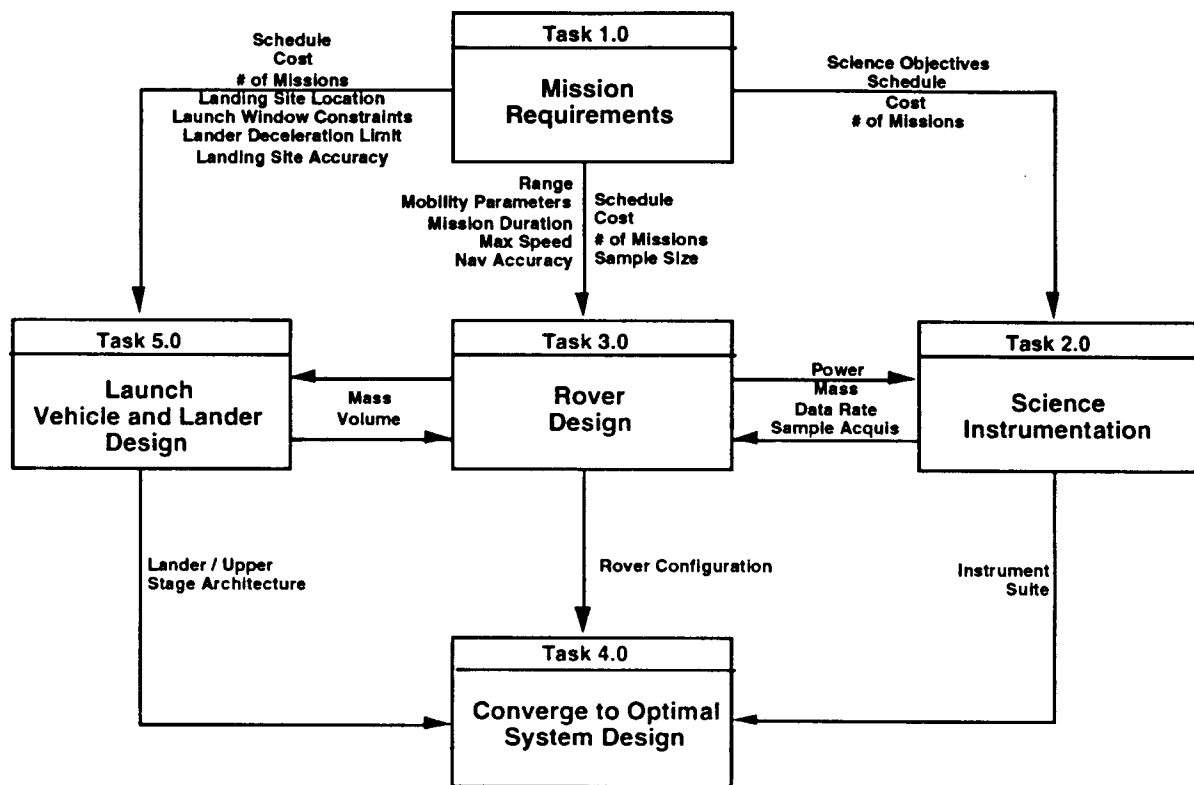 Task 1.0
Mission
Requirements
Schedule
Cost
# of Missions
Landing Site Location
Launch Window Constraints
Lander Deceleration Limit
Landing Site Accuracy
Science Objectives
Schedule
Cost
# of Missions
Range
Mobility Parameters
Mission Duration
Max Speed
Nav Accuracy
Schedule
Cost
# of Missions
Sample Size
Task 5.0
Launch
Vehicle and Lander
Design
Mass
Volume
Task 3.0
Rover
Design
Power
Mass
Data Rate
Sample Acquis
Task 2.0
Science
Instrumentation
Lander / Upper
Stage Architecture
Rover Configuration
Instrument
Suite
Task 4.0
Converge to Optimal
System Design